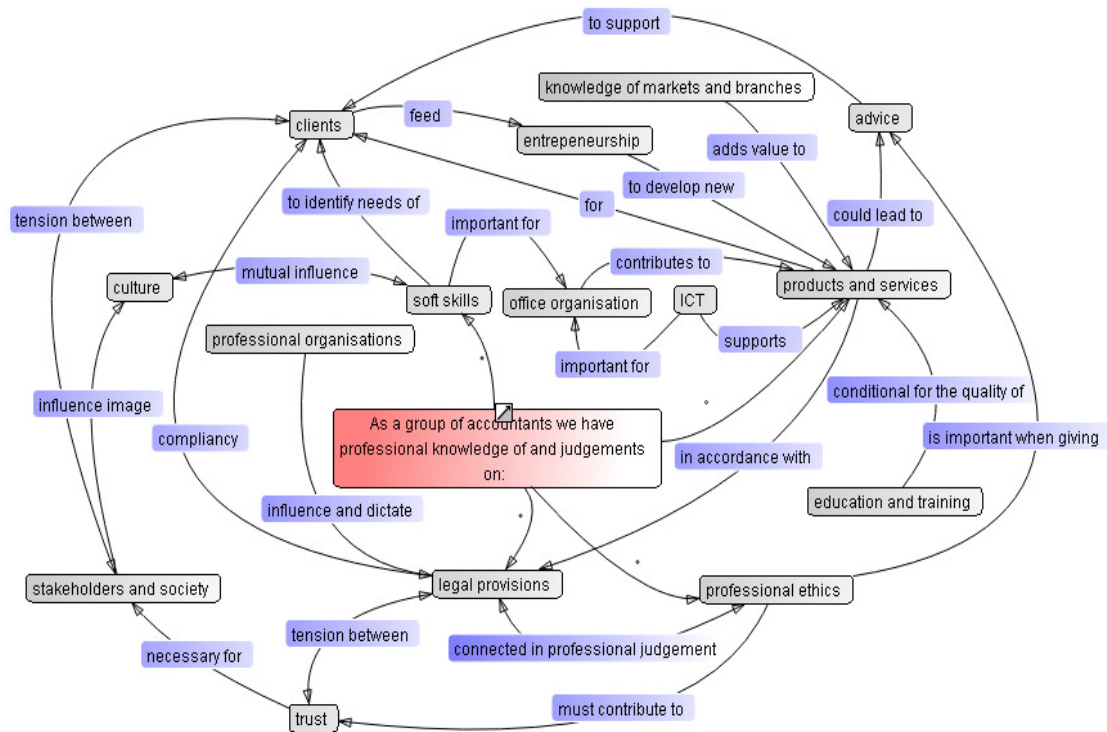 to support
knowledge of markets and branches
clients
feed
advice
entrepeneurship
adds value to
to develop new
tension between
to identify needs of
for
could lead to
important for
mutual influence
contributes to
culture
soft skills
office organisation
ICT
products and services
professional organisations
supports
important for
conditional for the quality of
influence image
compliancy
As a group of accountants we have
professional knowledge of and judgements
on:
in accordance with
is important when giving
influence and dictate
education and training
stakeholders and society
legal provisions
professional ethics
tension between
connected in professional judgement
necessary for
must contribute to
trust